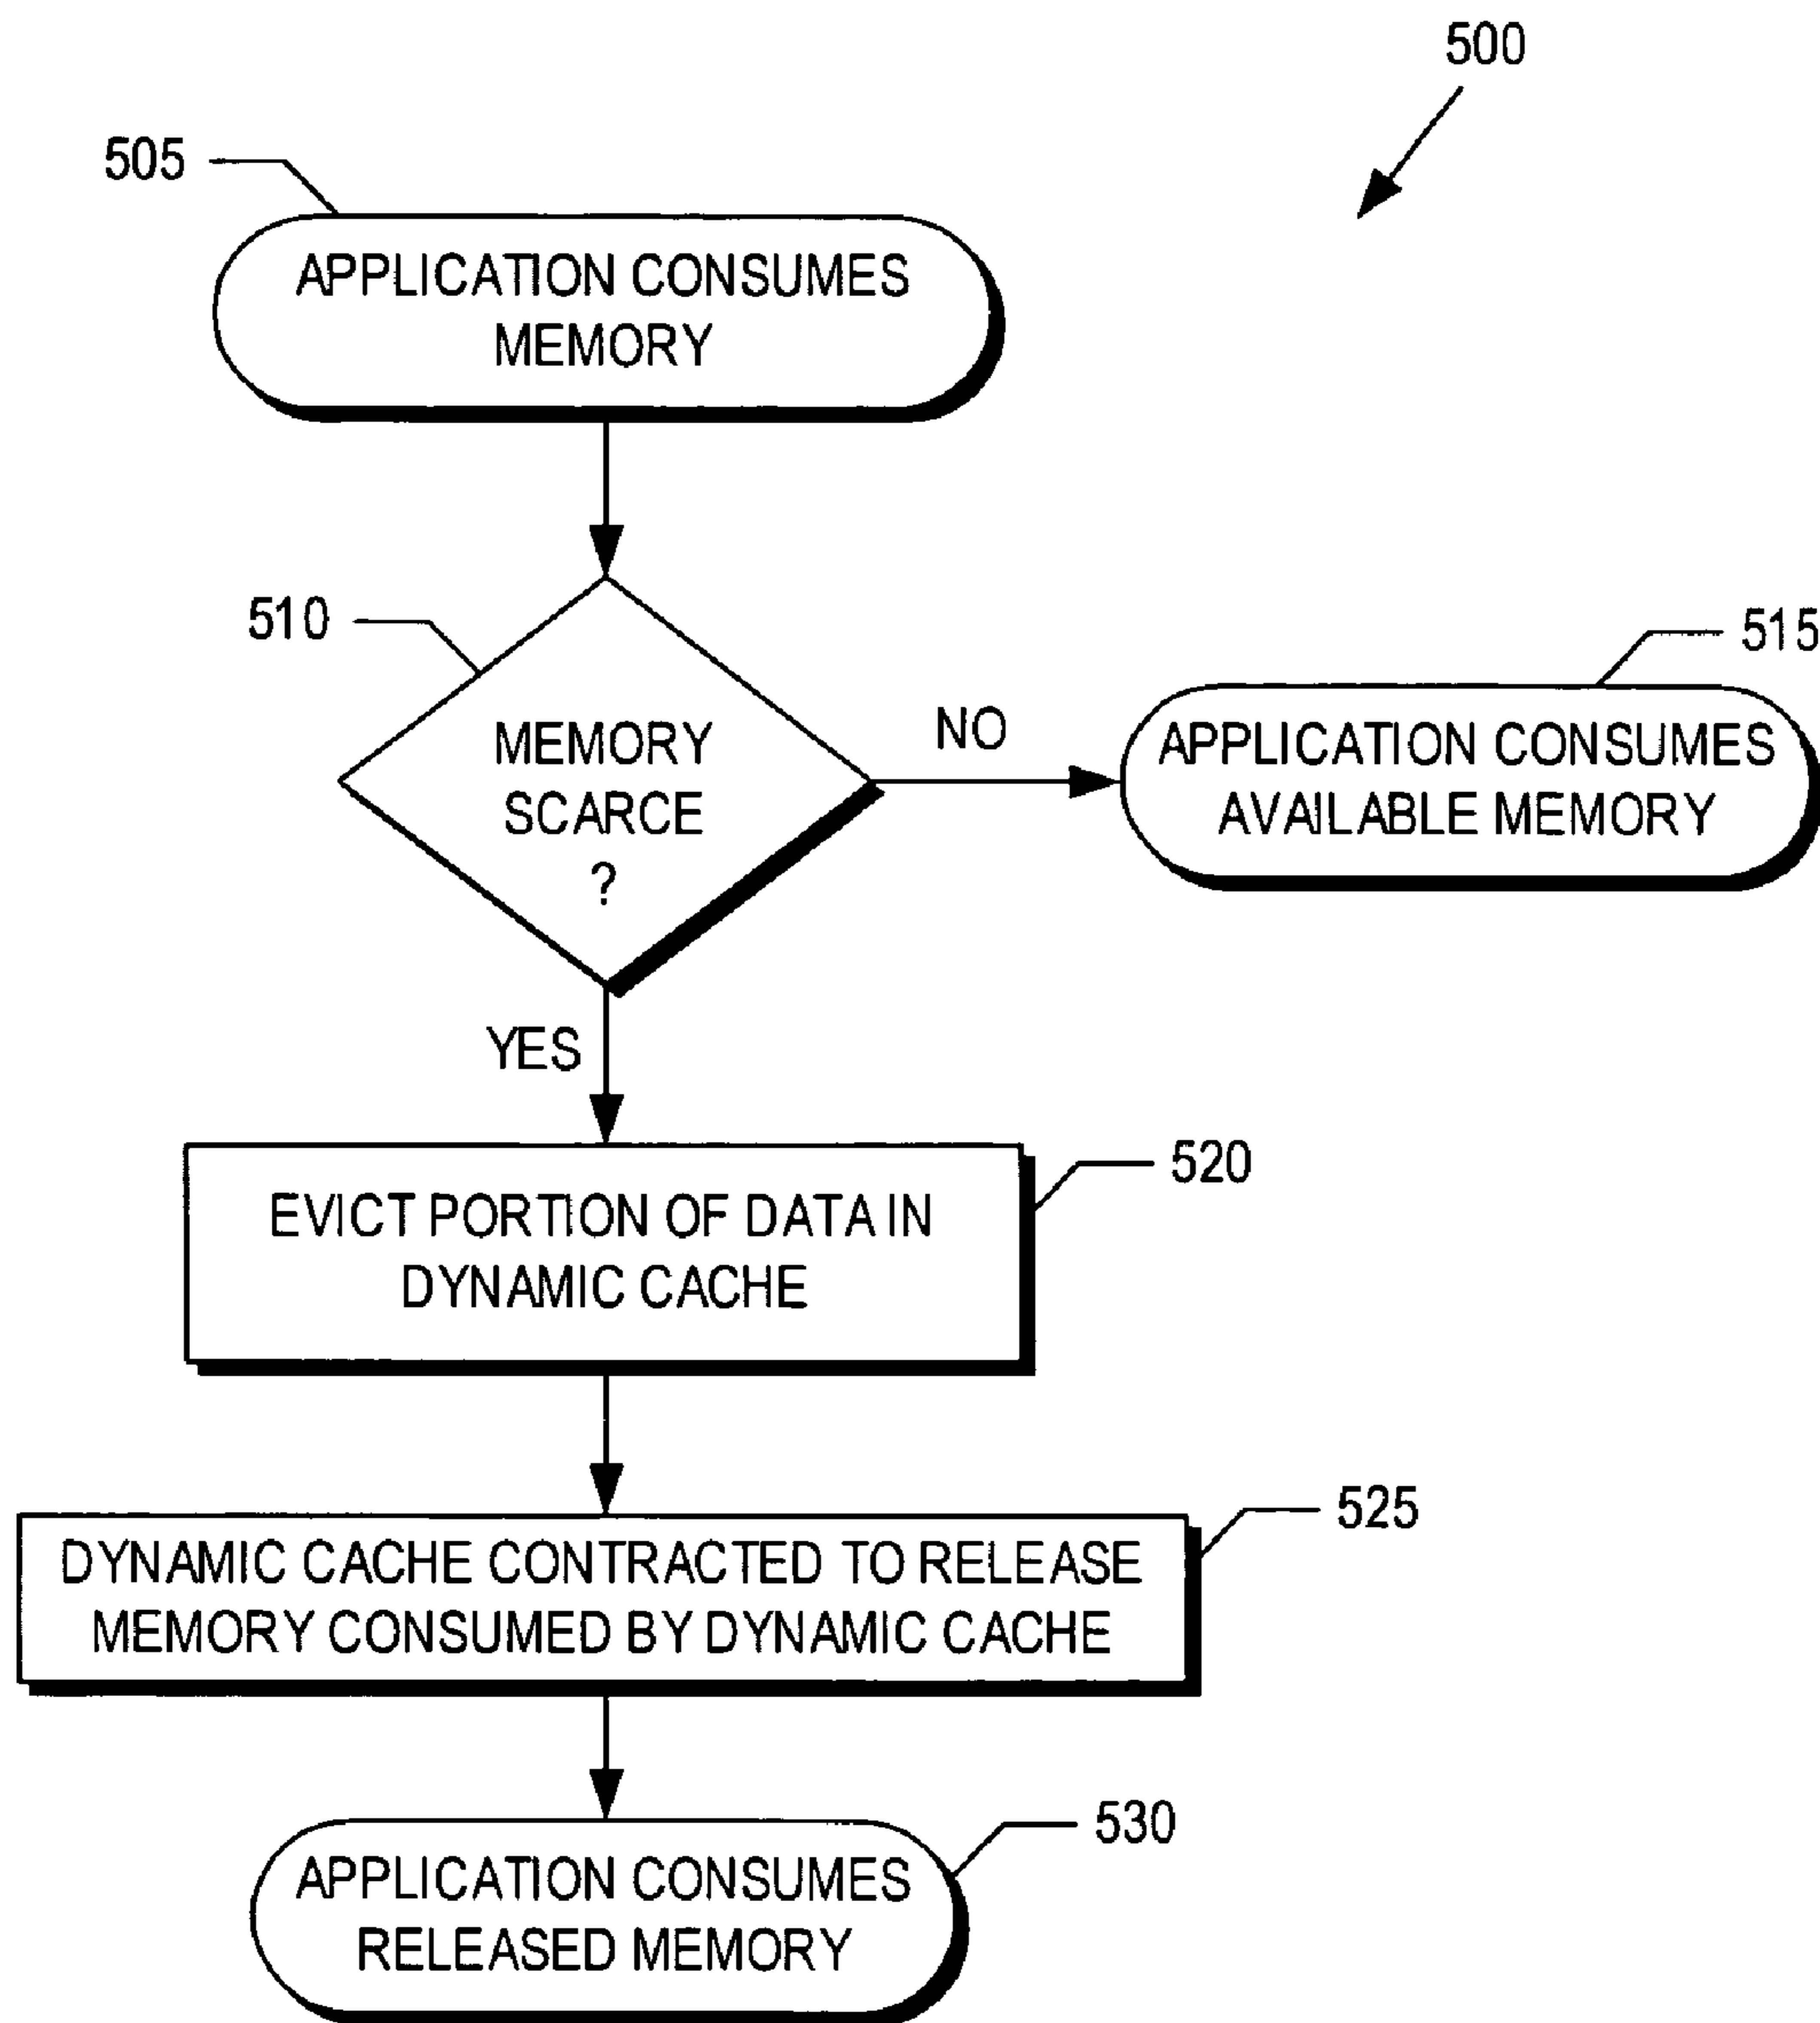 500
505
APPLICATION CONSUMES
MEMORY
510
MEMORY
SCARCE
?
NO
515
APPLICATION CONSUMES
AVAILABLE MEMORY
YES
520
EVICT PORTION OF DATA IN
DYNAMIC CACHE
525
DYNAMIC CACHE CONTRACTED TO RELEASE
MEMORY CONSUMED BY DYNAMIC CACHE
530
APPLICATION CONSUMES
RELEASED MEMORY